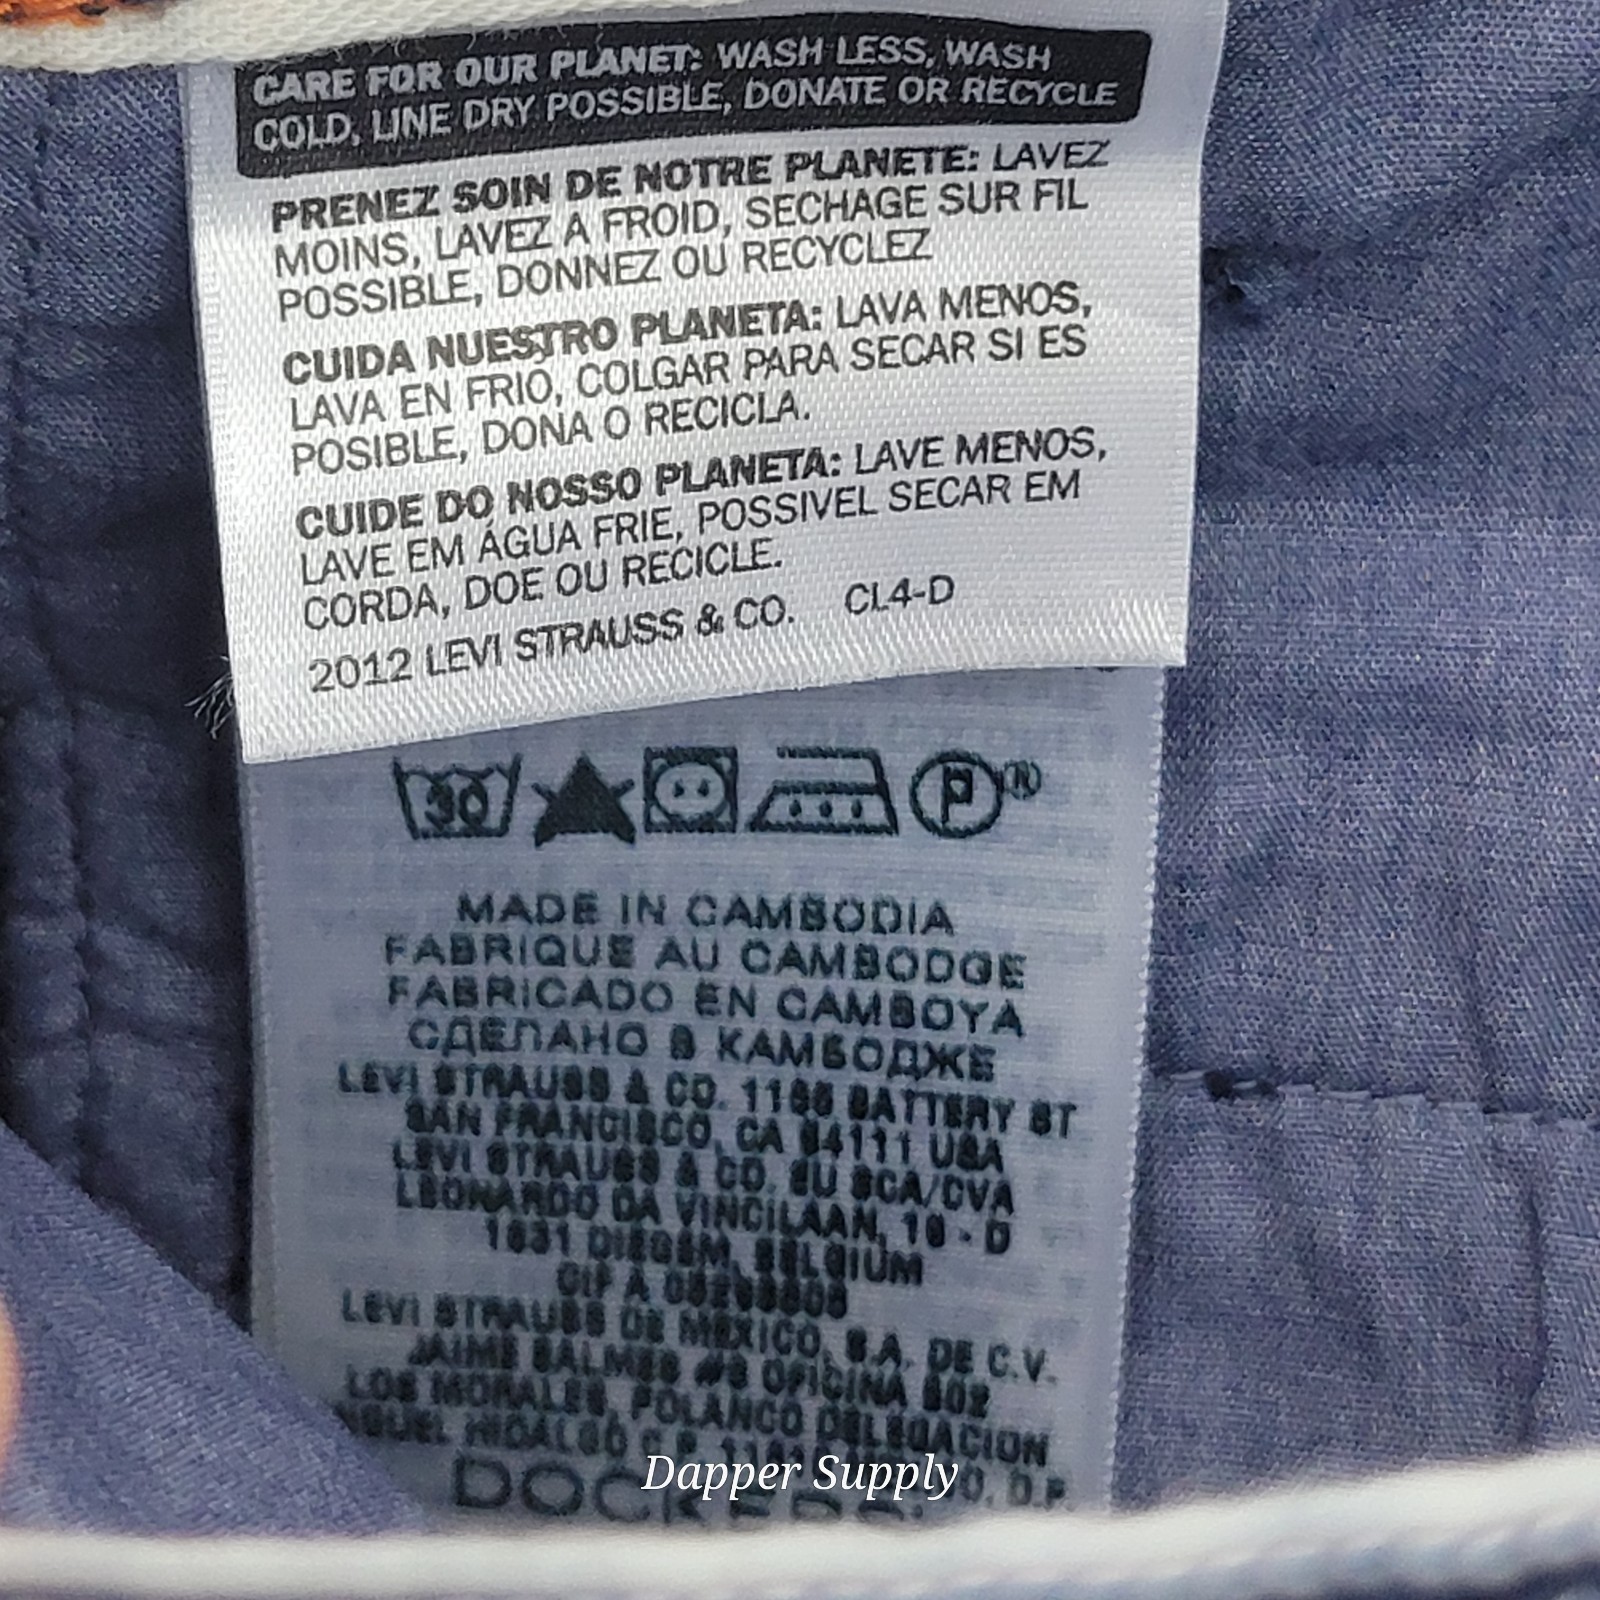 CARE FOR OUR PLANET: WASH LESS, WASH
COLD, LINE DRY POSSIBLE, DONATE OR RECYCLE
PRENEZ SOIN DE NOTRE PLANETE: LAVEZ
MOINS, LAVEZ A FROID, SECHAGE SUR FIL
POSSIBLE, DONNEZ OU RECYCLEZ
CUIDA NUESTRO PLANETA: LAVA MENOS,
LAVA EN FRIO, COLGAR PARA SECAR SI ES
POSIBLE, DONA O RECICLA.
CUIDE DO NOSSO PLANETA: LAVE MENOS,
LAVE EM ÁGUA FRIE, POSSIVEL SECAR EM
CORDA, DOE OU RECICLE.
2012 LEVI STRAUSS & CO. CL4-D
30 P ®
MADE IN CAMBODIA
FABRIQUE AU CAMBODGE
FABRICADO EN CAMBOYA
СДЕЛАНО В КАМБОДЖЕ
LEVI STRAUSS & CO. 1155 BATTERY ST
SAN FRANCISCO, CA 94111 USA
LEVI STRAUSS & CO. EU SCA/CVA
LEONARDO DA VINCILAAN, 19 - D
1831 DIEGEM, BELGIUM
CIF A
LEVI STRAUSS DE MEXICO, S.A. DE C.V.
JAIME BALMES #8 OFICINA
LOS MORALES, POLANCO DELEGACION
HIDALGO C.P. D.F.
DOCKERS
Dapper Supply